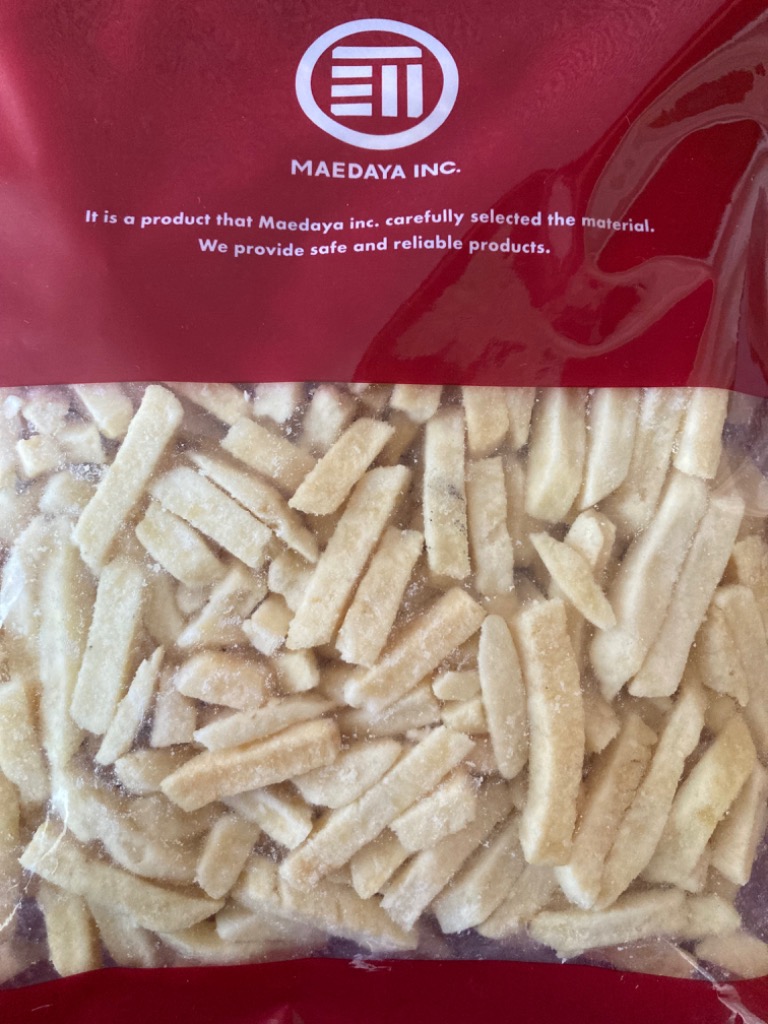 MAEDAYA INC.
It is a product that Maedaya inc. carefully selected the material.
We provide safe and reliable products.